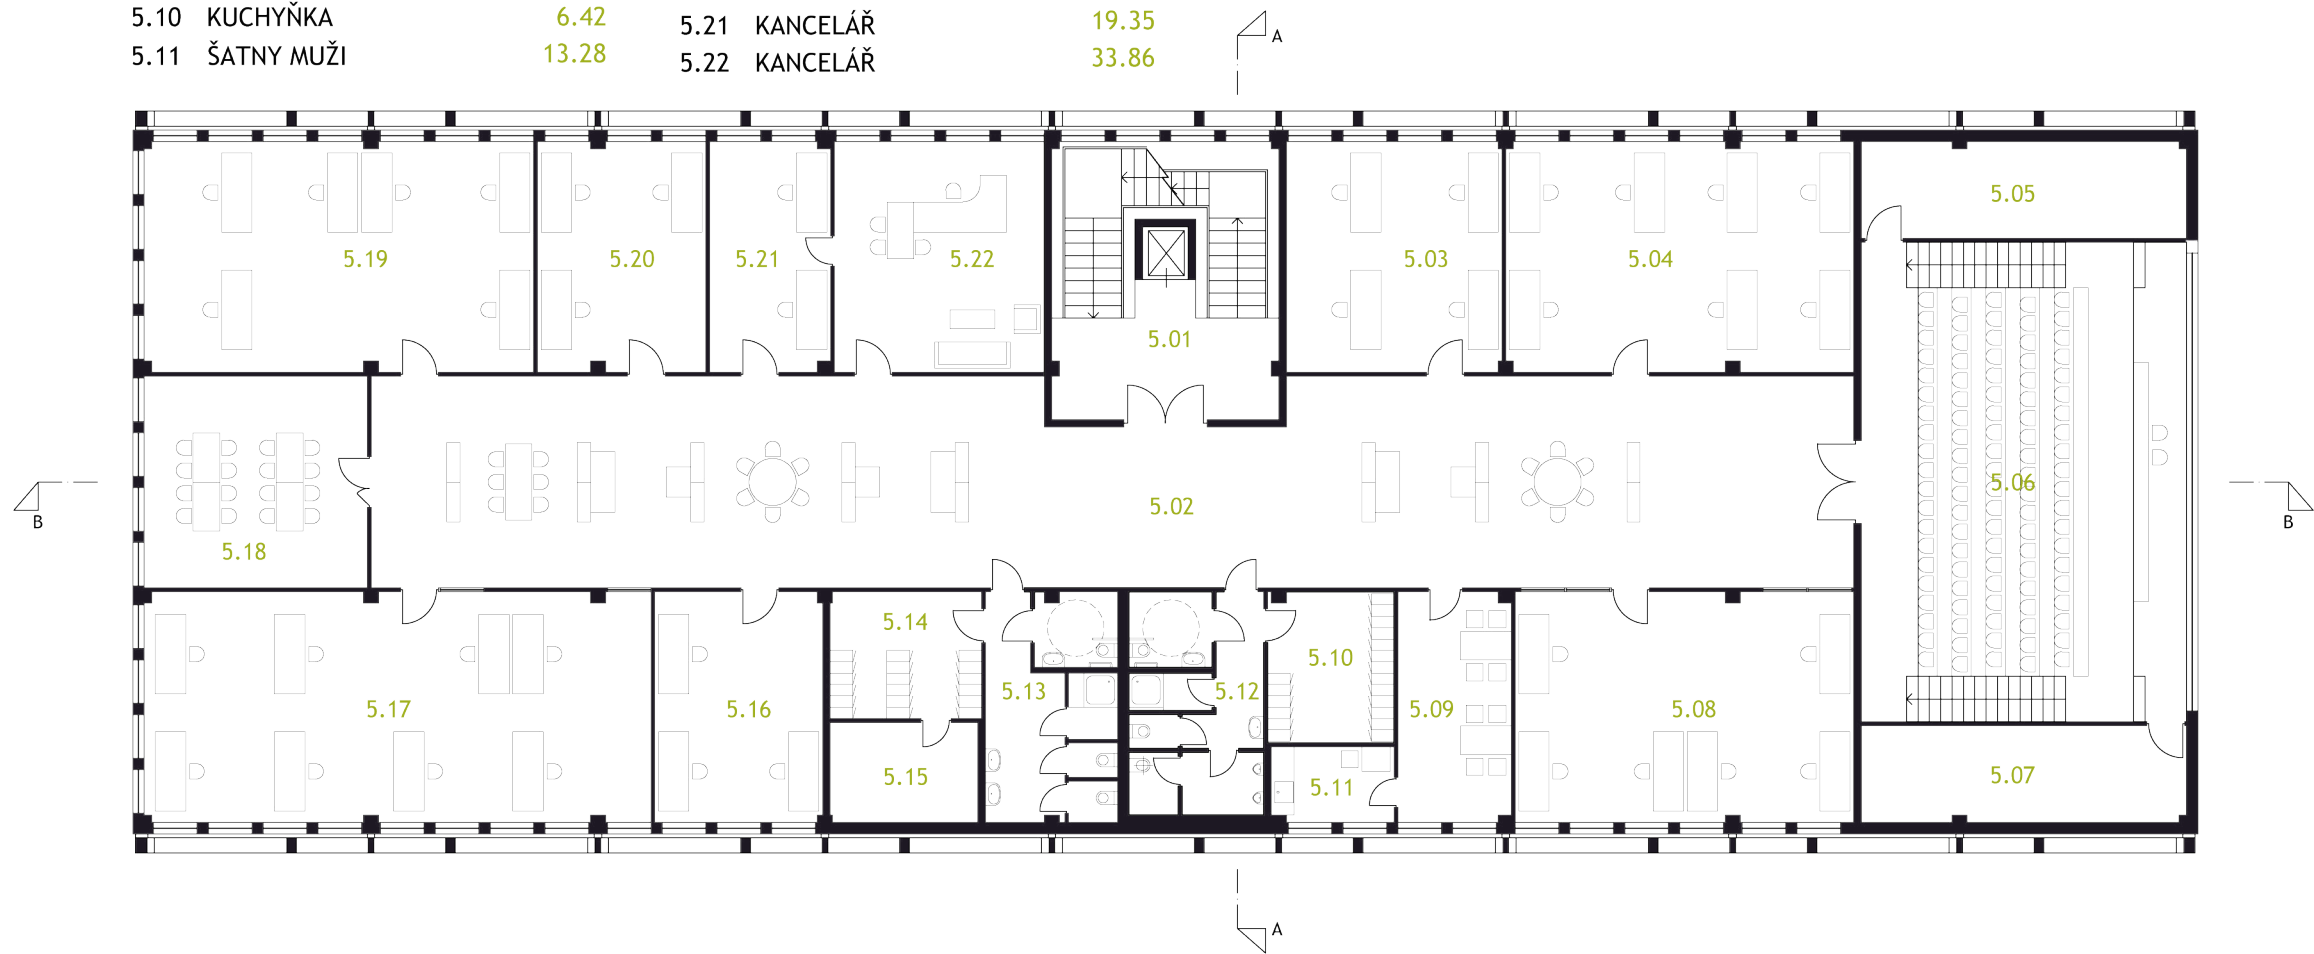 5.10 KUCHYŇKA 6.42
5.11 ŠATNY MUŽI 13.28
5.21 KANCELÁŘ 19.35
5.22 KANCELÁŘ 33.86
A
5.05
5.19
5.20
5.21
5.22
5.03
5.04
5.01
5.06
5.02
B
B
5.18
5.14
5.10
5.13
5.12
5.17
5.16
5.09
5.08
5.15
5.11
5.07
A